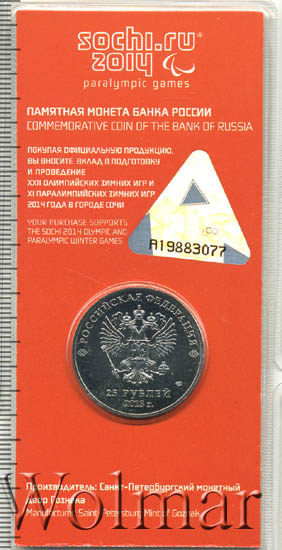 sochi.ru
2014
paralympic games
ПАМЯТНАЯ МОНЕТА БАНКА РОССИИ
COMMEMORATIVE COIN OF THE BANK OF RUSSIA
ПОКУПАЯ ОФИЦИАЛЬНУЮ ПРОДУКЦИЮ,
ВЫ ВНОСИТЕ ВКЛАД В ПОДГОТОВКУ
И ПРОВЕДЕНИЕ
XXII ОЛИМПИЙСКИХ ЗИМНИХ ИГР И
XI ПАРАЛИМПИЙСКИХ ЗИМНИХ ИГР
2014 ГОДА В ГОРОДЕ СОЧИ
YOUR PURCHASE SUPPORTS
THE SOCHI 2014 OLYMPIC AND
PARALYMPIC WINTER GAMES
A19883077
РОССИЙСКАЯ ФЕДЕРАЦИЯ
25 РУБЛЕЙ
2013 г.
Производитель: Санкт-Петербургский монетный
двор Гознака
Manufacturer: Saint Petersburg Mint of Goznak
Wolmar